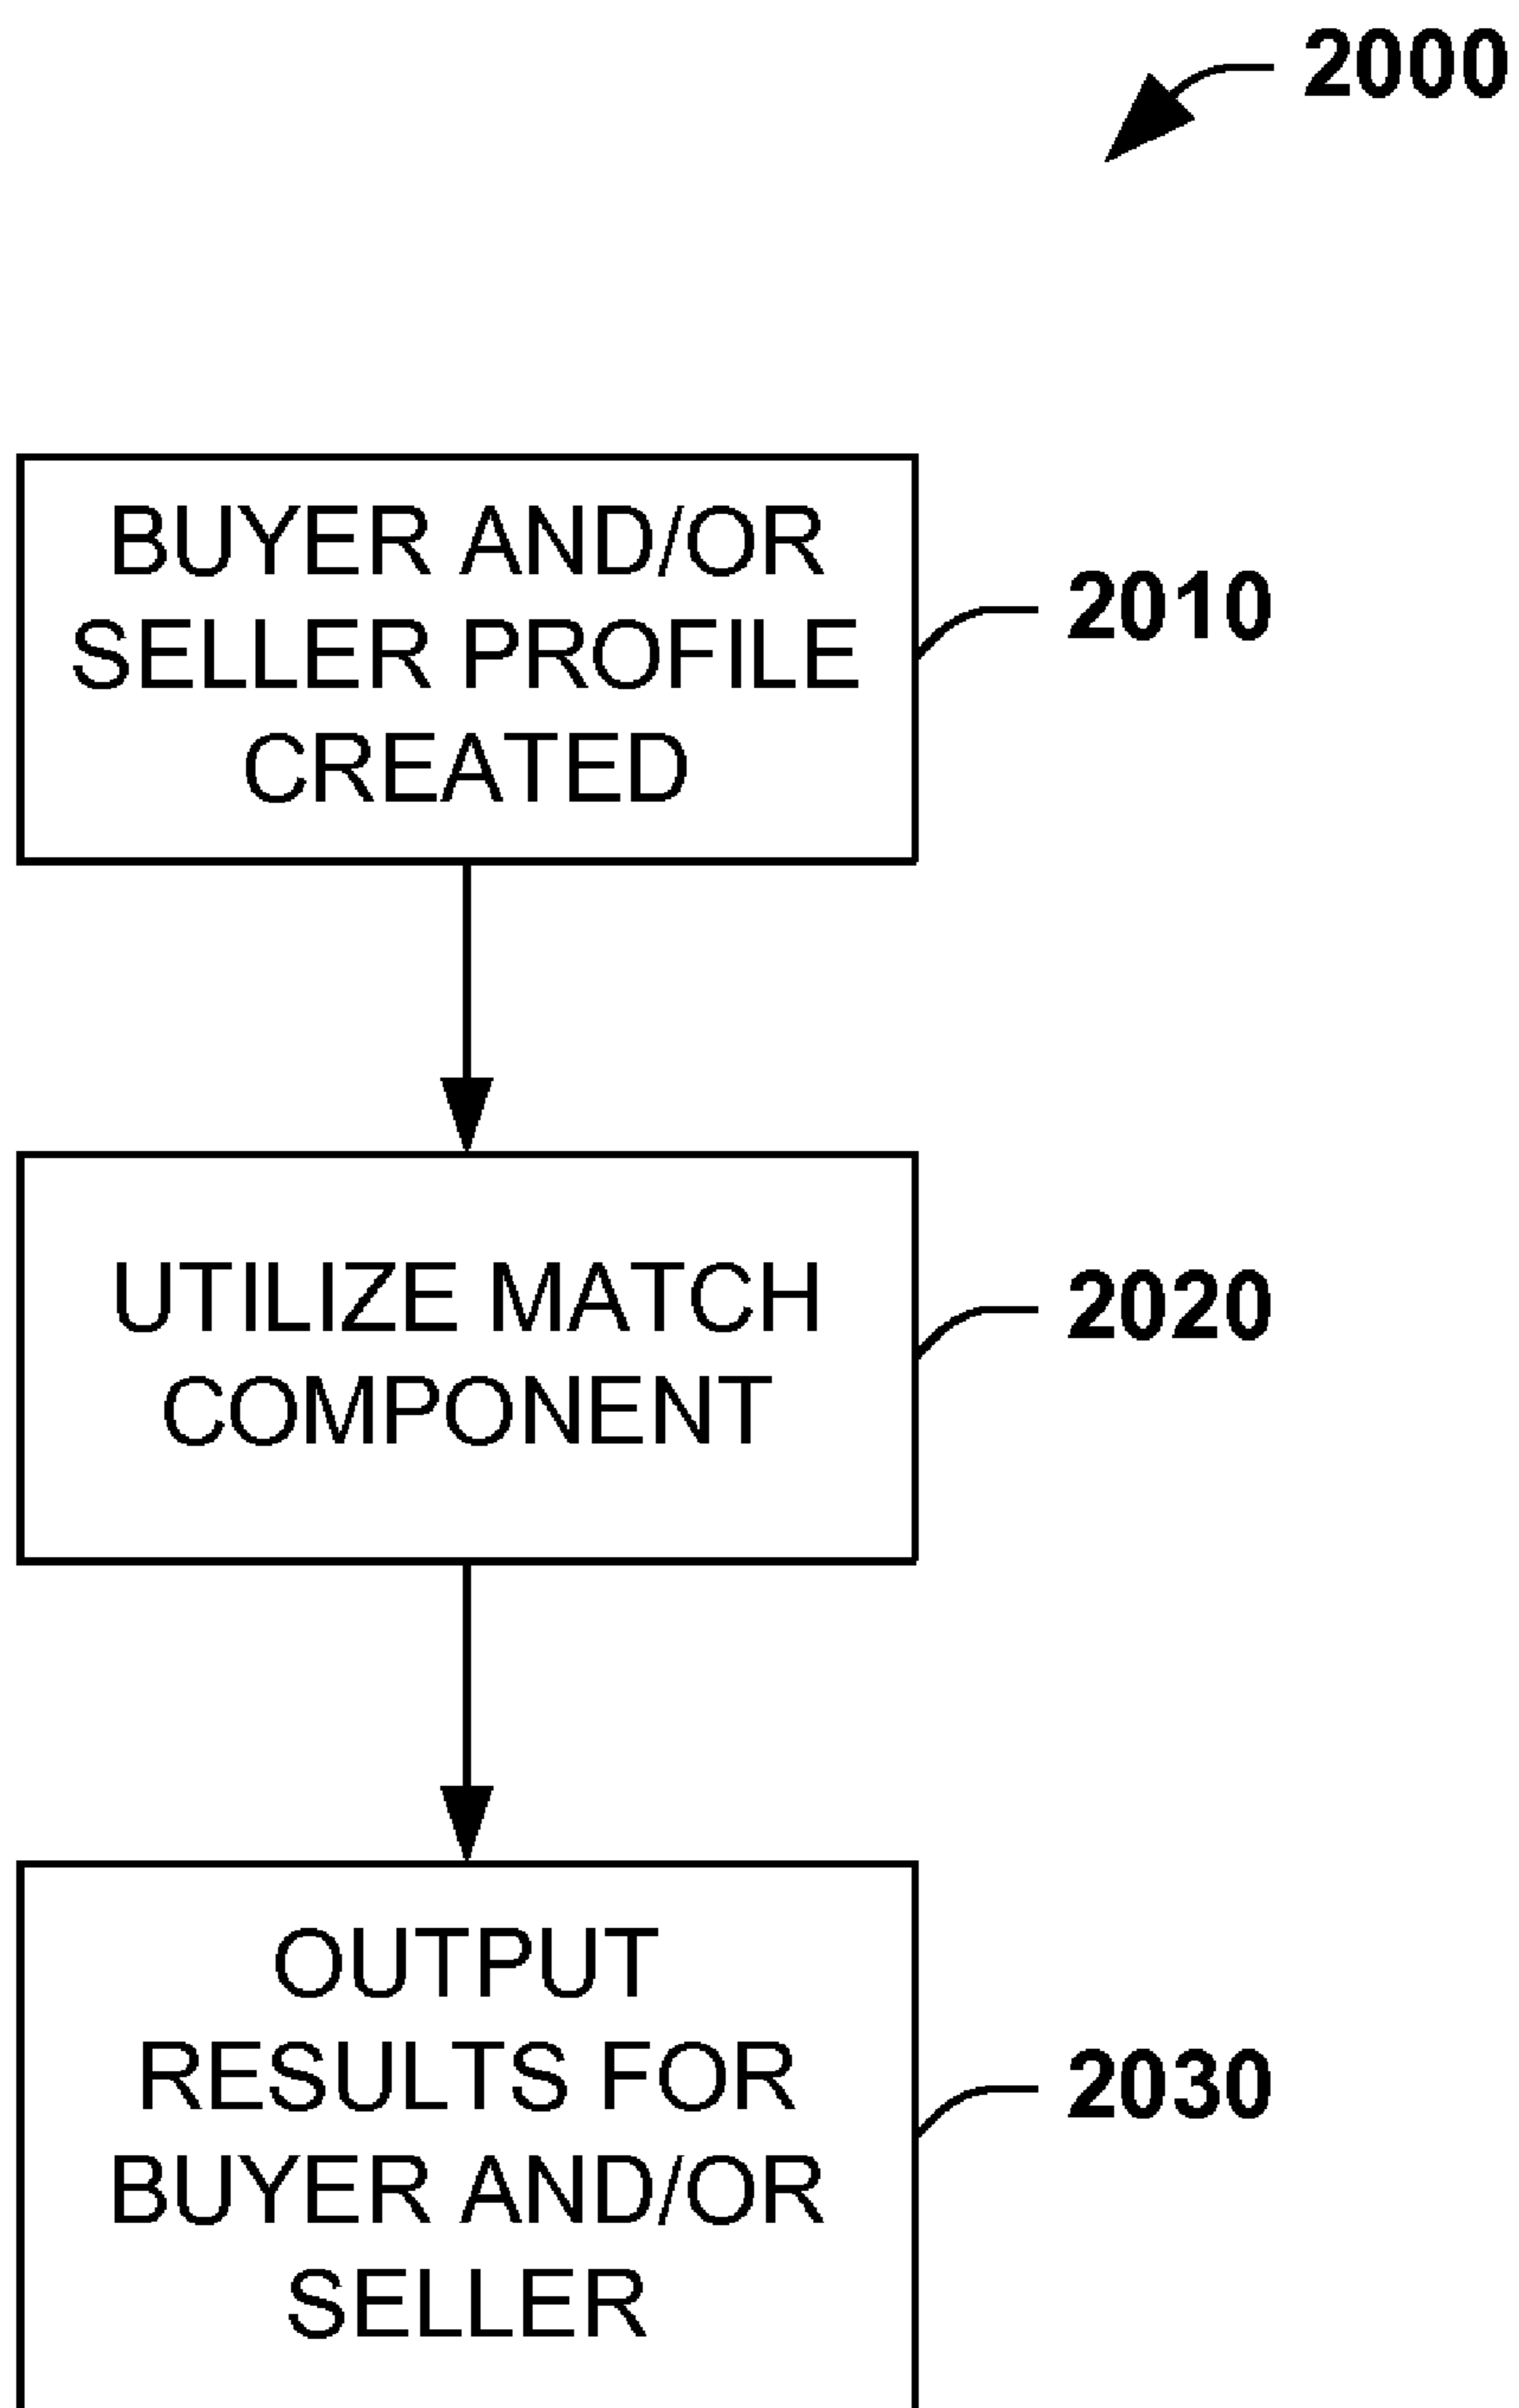 2000
BUYER AND/OR
SELLER PROFILE
CREATED
2010
UTILIZE MATCH
COMPONENT
2020
OUTPUT
RESULTS FOR
BUYER AND/OR
SELLER
2030